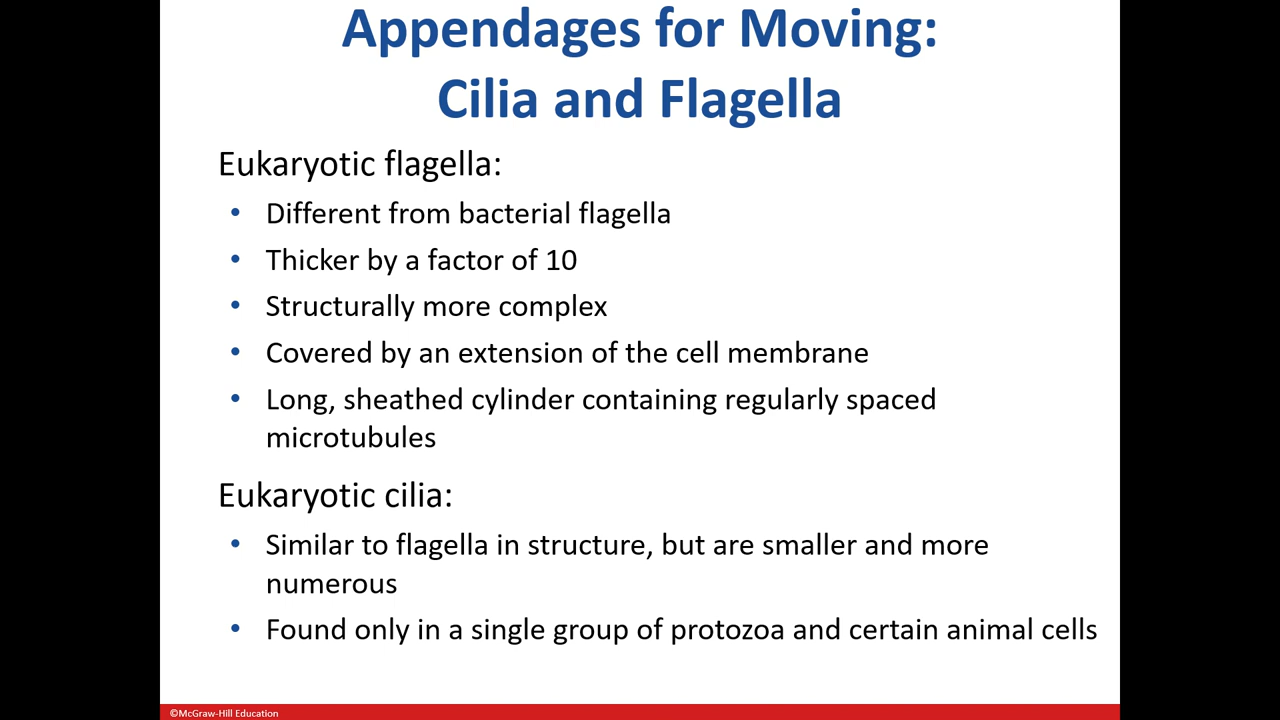 Appendages for Moving:
Cilia and Flagella
Eukaryotic flagella:
• Different from bacterial flagella
• Thicker by a factor of 10
• Structurally more complex
• Covered by an extension of the cell membrane
• Long, sheathed cylinder containing regularly spaced
microtubules
Eukaryotic cilia:
• Similar to flagella in structure, but are smaller and more
numerous
• Found only in a single group of protozoa and certain animal cells
©McGraw-Hill Education